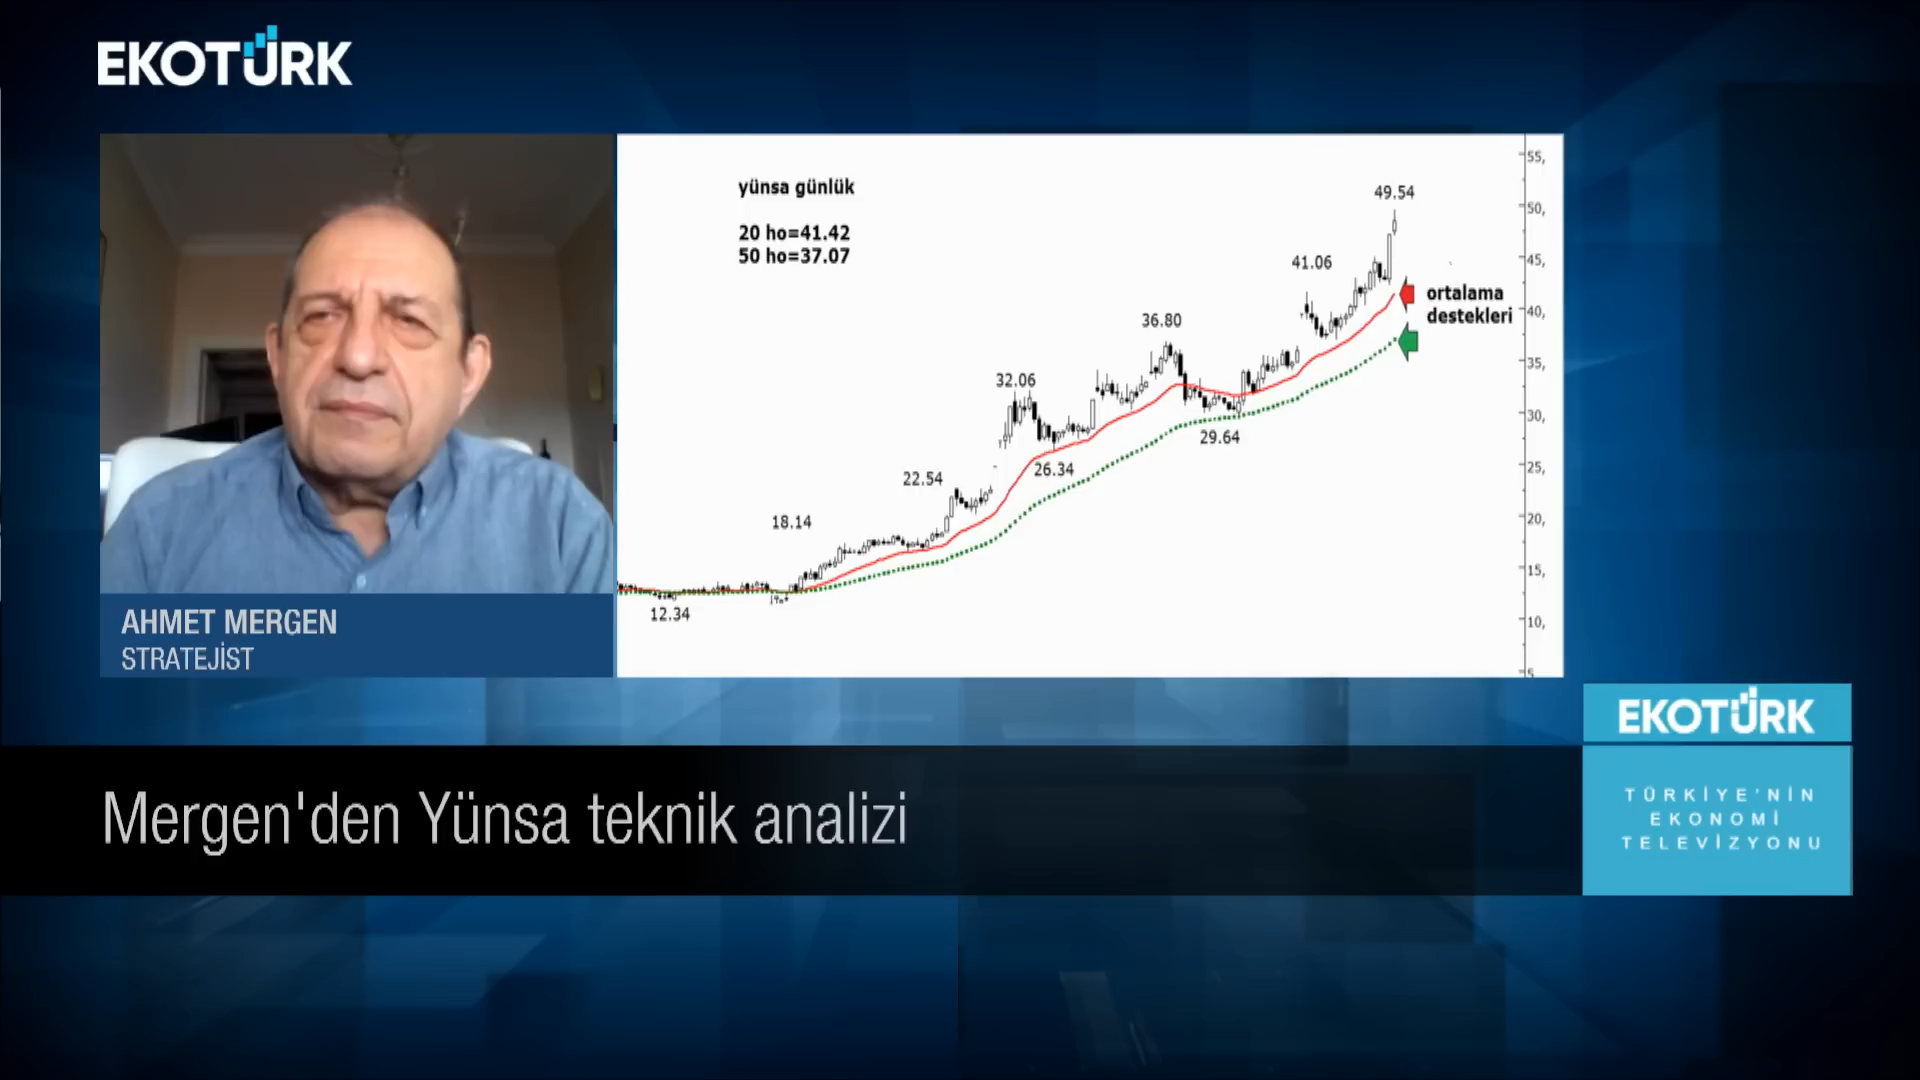 EKOTÜRK
yünsa günlük
20 ho=41.42
50 ho=37.07
49.54
41.06
36.80
32.06
22.54
18.14
26.34
29.64
12.34
ortalama
destekleri
55,
50,
45,
40,
35,
30,
25,
20,
15,
10,
5
AHMET MERGEN
STRATEJİST
Mergen'den Yünsa teknik analizi
EKOTÜRK
TÜRKİYE'NİN
EKONOMİ
TELEVİZYONU